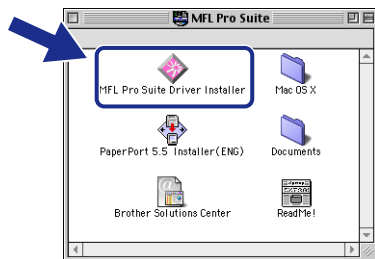 MFL Pro Suite
MFL Pro Suite Driver Installer
Mac OS X
PaperPort 5.5 Installer(ENG)
Documents
Brother Solutions Center
ReadMe!